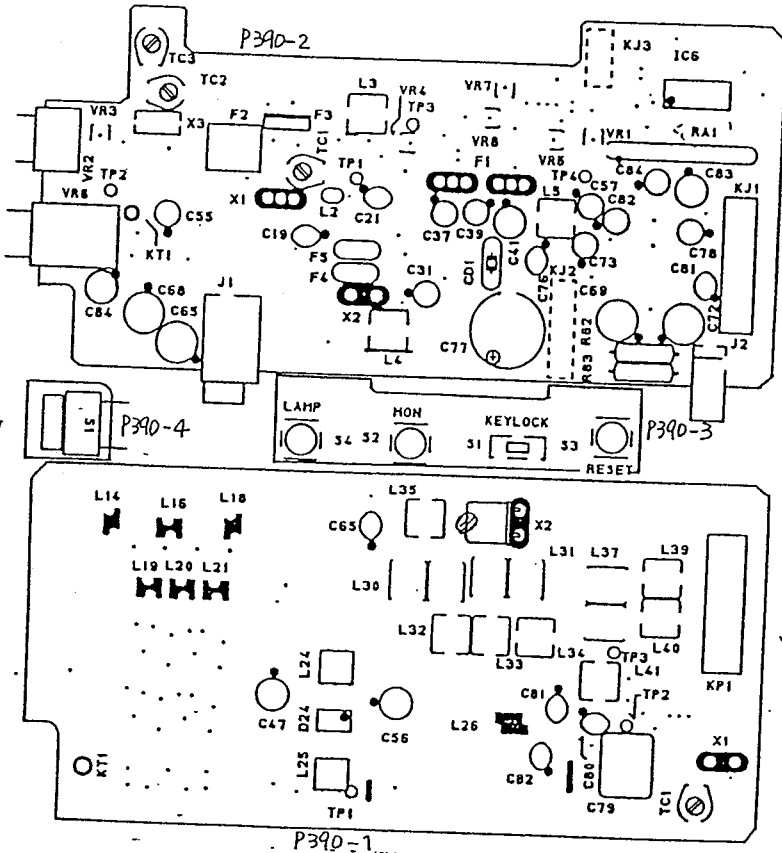 P390-2
TC3
TC2
KJ3
IC6
L3
VR4
TP3
VR7
VR3
X3
F2
F3
TC1
VR8
VR5
VR1
RA1
VR2
TP2
TP1
F1
TP4
C84
C83
VR6
X1
L2
C21
L5
C57
C82
KJ1
C55
KT1
C19
C37
C39
C41
C78
F5
F4
C31
CD1
C76
KJ2
C73
C81
C84
C68
C65
J1
X2
L4
C77
C69
R82
R83
C72
J2
P390-4
LAMP
S4
S2
MON
KEYLOCK
S1
S3
RESET
P390-3
L14
L16
L18
L35
C65
X2
L19
L20
L21
L30
L31
L37
L39
L32
L33
L34
L40
TP3
L41
TP2
L24
C47
D24
C56
L26
C81
KP1
L25
KT1
TP1
C82
C80
C79
TC1
X1
P390-1